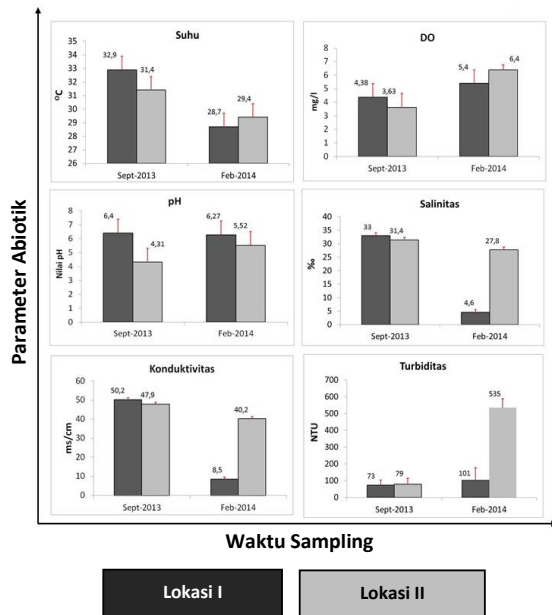 Parameter Abiotik
Suhu
°C
33
32
31
30
29
28
27
26
32,9
31,4
28,7
29,4
Sept-2013
Feb-2014
DO
mg/l
8
7
6
5
4
3
2
1
0
4,38
3,63
5,4
6,4
Sept-2013
Feb-2014
pH
Nilai pH
8
7
6
5
4
3
2
1
0
6,4
4,31
6,27
5,52
Sept-2013
Feb-2014
Salinitas
‰
40
35
30
25
20
15
10
5
0
33
31,4
4,6
27,8
Sept-2013
Feb-2014
Konduktivitas
ms/cm
60
50
40
30
20
10
0
50,2
47,9
8,5
40,2
Sept-2013
Feb-2014
Turbiditas
NTU
700
600
500
400
300
200
100
0
73
79
101
535
Sept-2013
Feb-2014
Waktu Sampling
Lokasi I
Lokasi II